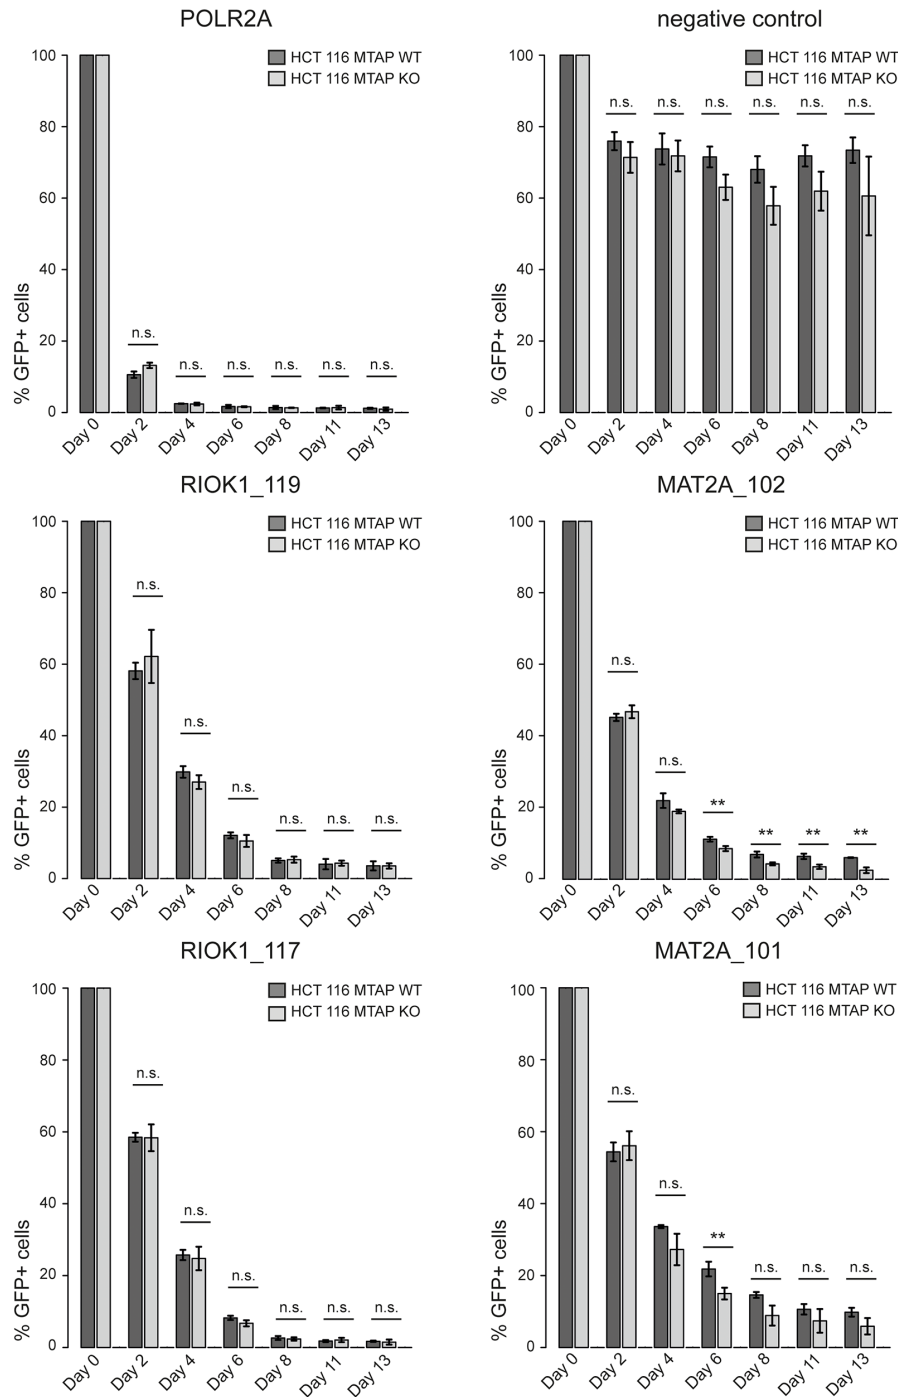 POLR2A
HCT 116 MTAP WT
HCT 116 MTAP KO
% GFP+ cells
100
80
60
40
20
0
n.s.
n.s.
n.s.
n.s.
n.s.
n.s.
Day 0
Day 2
Day 4
Day 6
Day 8
Day 11
Day 13
negative control
HCT 116 MTAP WT
HCT 116 MTAP KO
% GFP+ cells
100
80
60
40
20
0
n.s.
n.s.
n.s.
n.s.
n.s.
n.s.
Day 0
Day 2
Day 4
Day 6
Day 8
Day 11
Day 13
RIOK1_119
HCT 116 MTAP WT
HCT 116 MTAP KO
% GFP+ cells
100
80
60
40
20
0
n.s.
n.s.
n.s.
n.s.
n.s.
n.s.
Day 0
Day 2
Day 4
Day 6
Day 8
Day 11
Day 13
MAT2A_102
HCT 116 MTAP WT
HCT 116 MTAP KO
% GFP+ cells
100
80
60
40
20
0
n.s.
n.s.
**
**
**
**
Day 0
Day 2
Day 4
Day 6
Day 8
Day 11
Day 13
RIOK1_117
HCT 116 MTAP WT
HCT 116 MTAP KO
% GFP+ cells
100
80
60
40
20
0
n.s.
n.s.
n.s.
n.s.
n.s.
n.s.
Day 0
Day 2
Day 4
Day 6
Day 8
Day 11
Day 13
MAT2A_101
HCT 116 MTAP WT
HCT 116 MTAP KO
% GFP+ cells
100
80
60
40
20
0
n.s.
n.s.
**
n.s.
n.s.
n.s.
Day 0
Day 2
Day 4
Day 6
Day 8
Day 11
Day 13